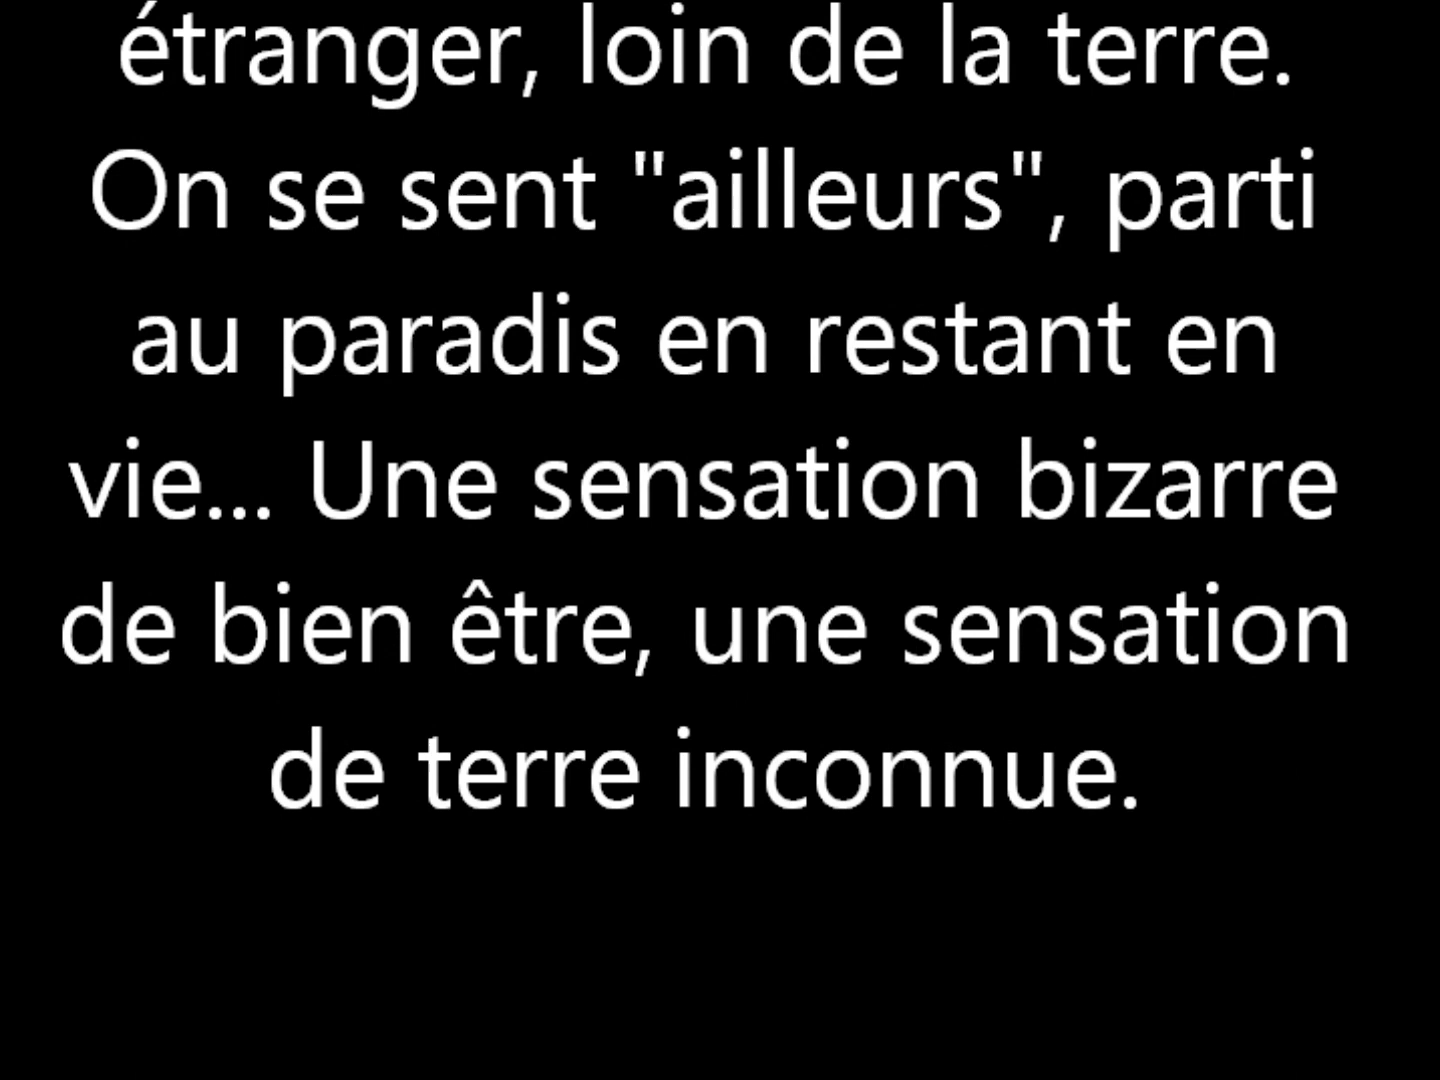 étranger, loin de la terre.
On se sent "ailleurs", parti
au paradis en restant en
vie... Une sensation bizarre
de bien être, une sensation
de terre inconnue.